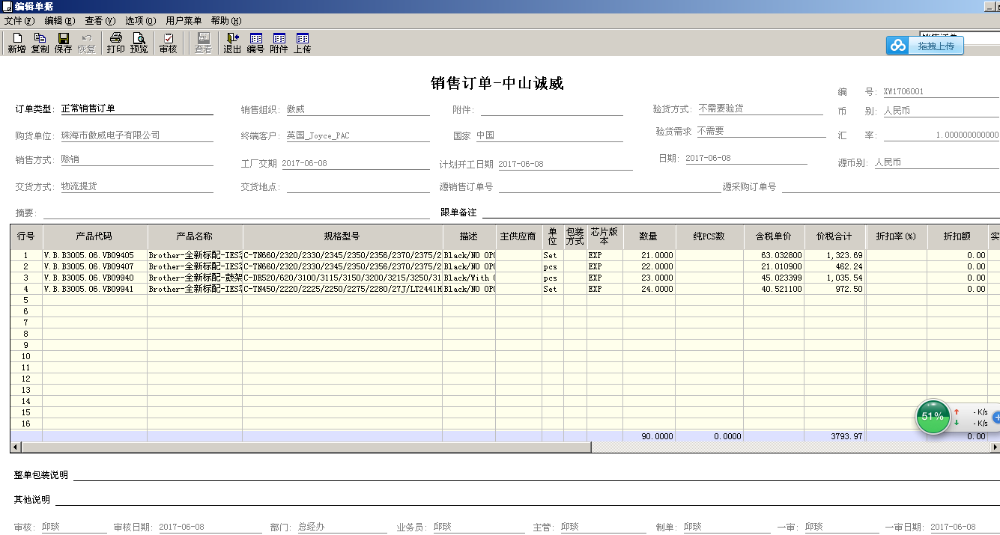 编辑单据
文件(F) 编辑(E) 查看(V) 选项(O) 用户菜单 帮助(H)
新增 复制 保存 恢复 打印 预览 审核 查看 退出 编号 附件 上传
拖拽上传
销售订单-中山诚威
编 号: XW1706001
订单类型: 正常销售订单 销售组织: 傲威 附件: 验货方式: 不需要验货 币 别: 人民币
购货单位: 珠海市傲威电子有限公司 终端客户: 英国_Joyce_PAC 国家 中国 验货需求 不需要 汇 率: 1.000000000000
销售方式: 赊销 工厂交期 2017-06-08 计划开工日期 2017-06-08 日期: 2017-06-08 源币别: 人民币
交货方式: 物流提货 交货地点: 源销售订单号 源采购订单号
摘要: 跟单备注
行号 产品代码 产品名称 规格型号 描述 主供应商 单位 包装方式 芯片版本 数量 纯PCS数 含税单价 价税合计 折扣率(%) 折扣额 实
1 V.B.B3005.06.VB09405 Brother-全新标配-IES C-TN660/2320/2330/2345/2350/2356/2370/2375/2 Black/NO OPC Set EXP 21.0000 63.032800 1,323.69 0.00
2 V.B.B3005.06.VB09407 Brother-全新标配-IES C-TN660/2320/2330/2345/2350/2356/2370/2375/2 Black/NO OPC pcs EXP 22.0000 21.010900 462.24 0.00
3 V.B.B3005.06.VB09940 Brother-全新标配-鼓架 C-DR520/620/3100/3115/3150/3200/3215/3250/31 Black/With pcs EXP 23.0000 45.023399 1,035.54 0.00
4 V.B.B3005.06.VB09941 Brother-全新标配-IES C-TN450/2220/2225/2250/2275/2280/27J/LT2441H Black/NO OPC Set EXP 24.0000 40.521100 972.50 0.00
5
6
7
8
9
10
11
12
13
14
15
16
90.0000 0.0000 3793.97 0.00
51% - K/s
- K/s
整单包装说明
其他说明
审核: 邱琰 审核日期: 2017-06-08 部门: 总经办 业务员: 邱琰 主管: 邱琰 制单: 邱琰 一审: 邱琰 一审日期: 2017-06-08